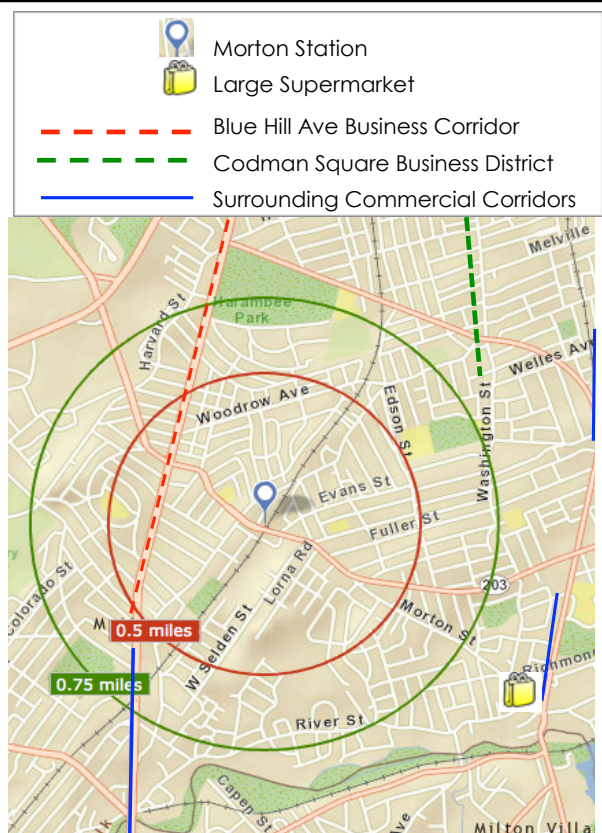 Morton Station
Large Supermarket
Blue Hill Ave Business Corridor
Codman Square Business District
Surrounding Commercial Corridors
Melville
Harambee
Park
Harvard St
Welles Av
Woodrow Ave
Edson St
Washington St
Evans St
Fuller St
Lorna Rd
203
Colorado St
M
0.5 miles
Morton St
W Selden St
Richmon
0.75 miles
River St
Capen St
Ave
Milton Villa